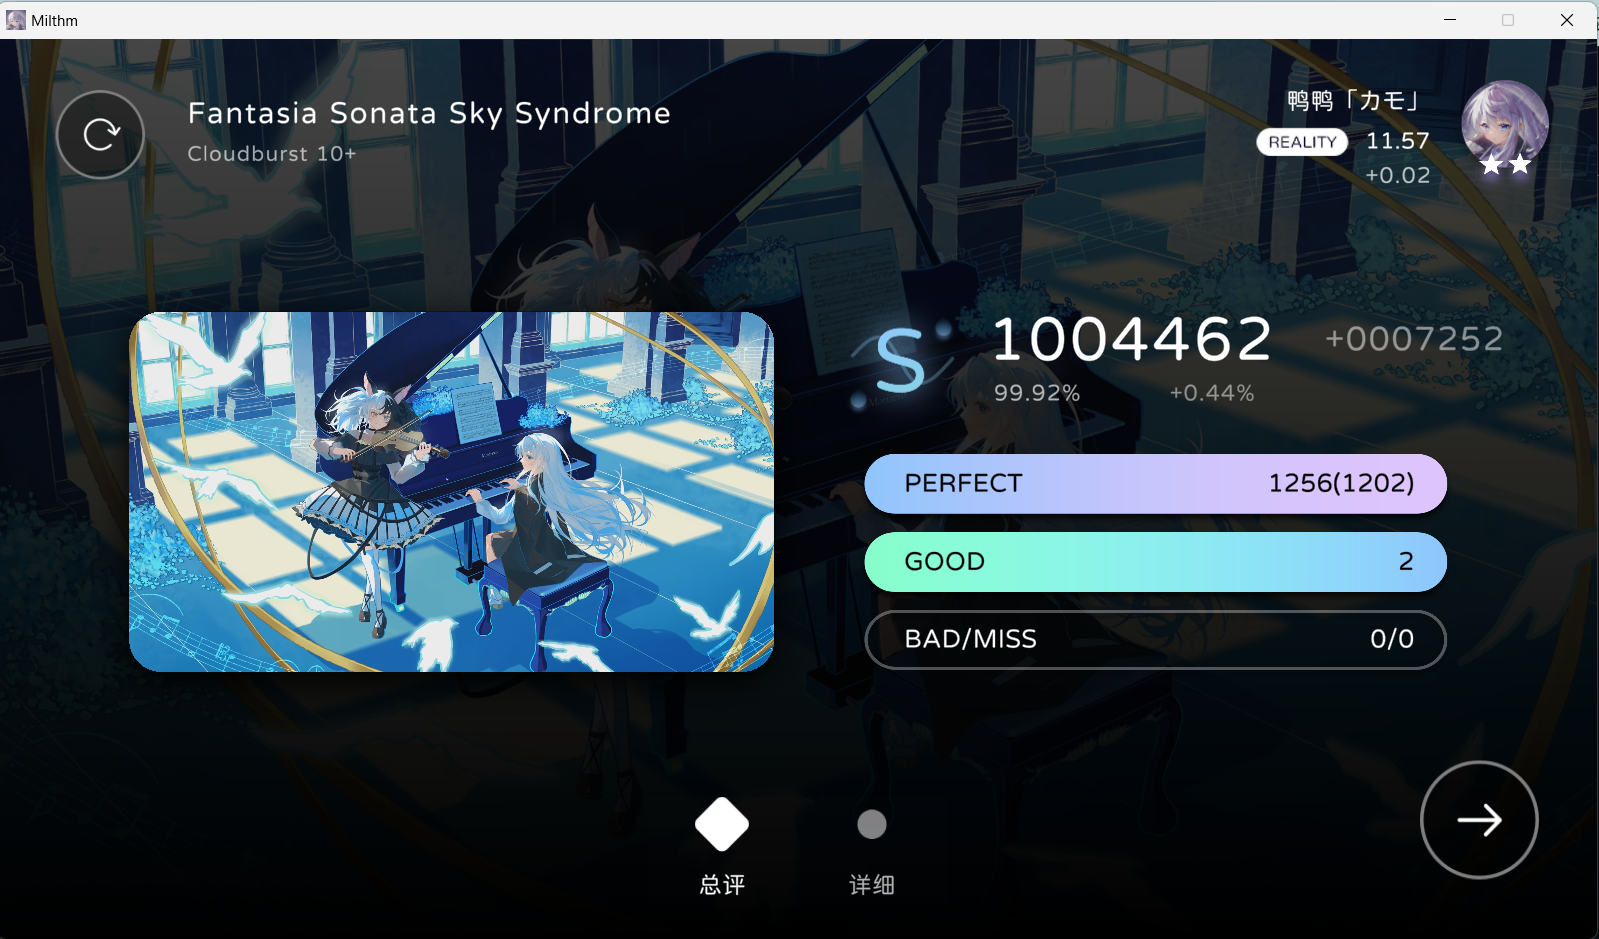 Milthm
Fantasia Sonata Sky Syndrome
Cloudburst 10+
鸭鸭「カモ」
REALITY 11.57
+0.02
S 1004462 +0007252
99.92% +0.44%
PERFECT 1256(1202)
GOOD 2
BAD/MISS 0/0
总评 详细